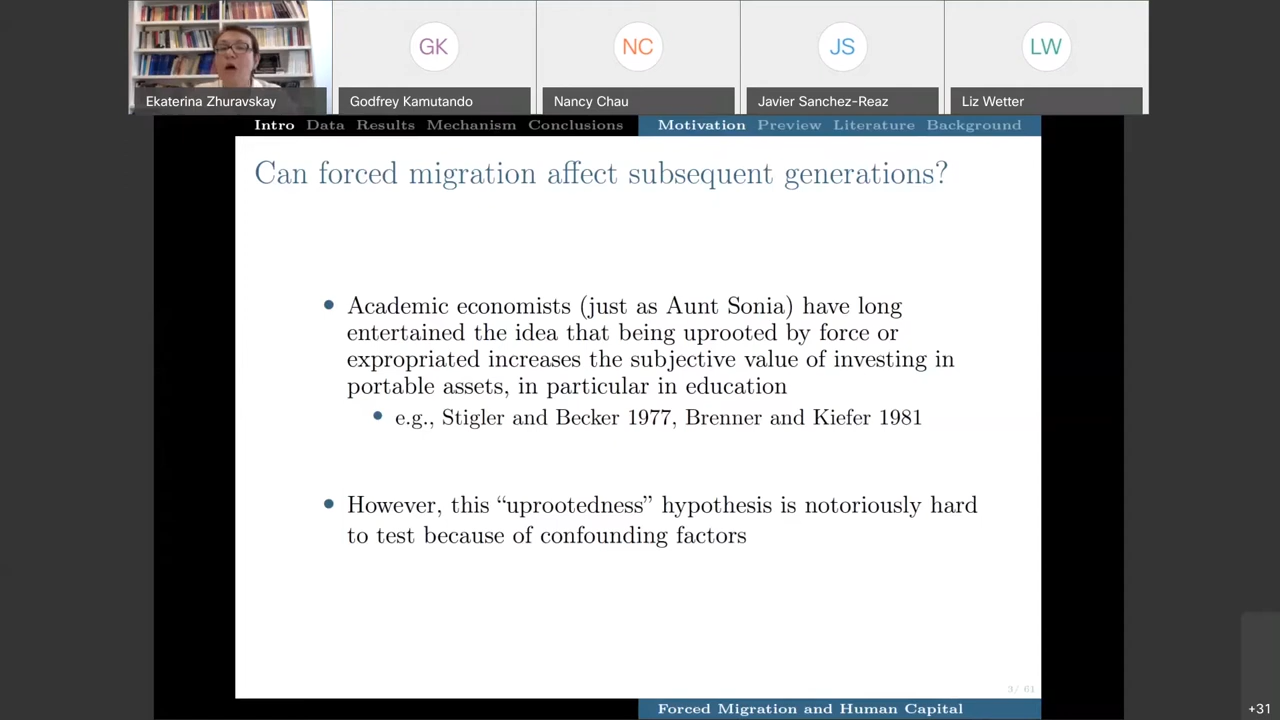 GK
NC
JS
LW
Ekaterina Zhuravskay
Godfrey Kamutando
Nancy Chau
Javier Sanchez-Reaz
Liz Wetter
Intro Data Results Mechanism Conclusions
Motivation Preview Literature Background
Can forced migration affect subsequent generations?
• Academic economists (just as Aunt Sonia) have long
entertained the idea that being uprooted by force or
expropriated increases the subjective value of investing in
portable assets, in particular in education
• e.g., Stigler and Becker 1977, Brenner and Kiefer 1981
• However, this “uprootedness” hypothesis is notoriously hard
to test because of confounding factors
3/ 61
Forced Migration and Human Capital
+31